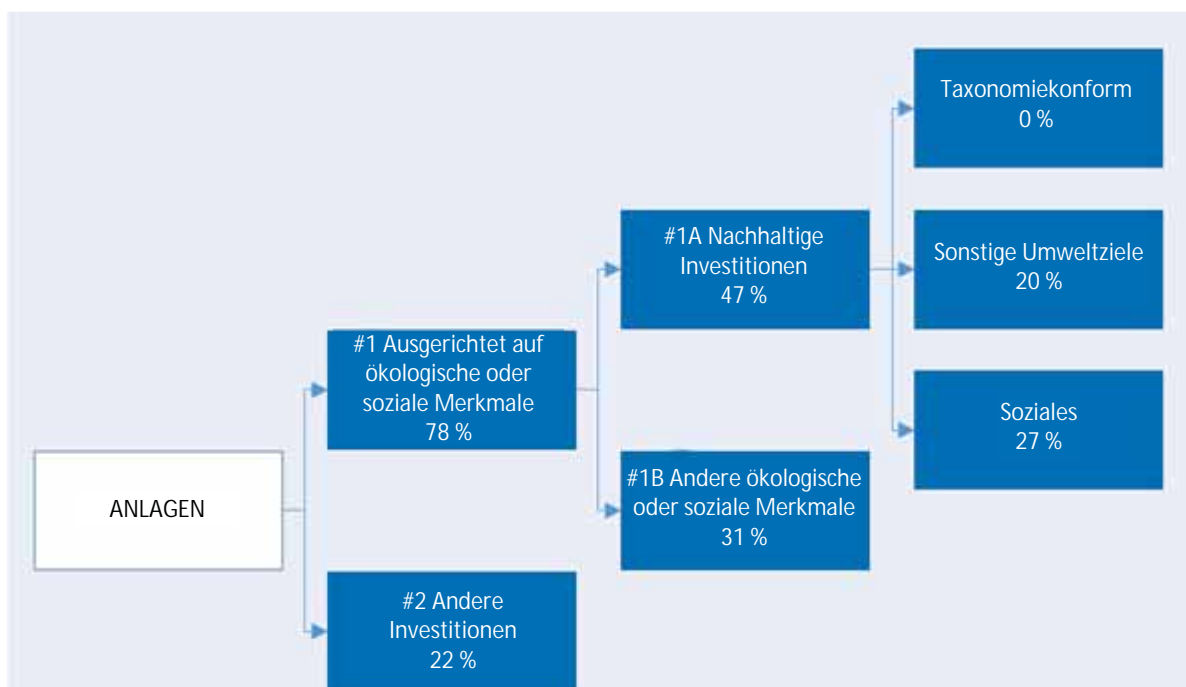 Taxonomiekonform
0 %
#1A Nachhaltige
Investitionen
47 %
Sonstige Umweltziele
20 %
#1 Ausgerichtet auf
ökologische oder
soziale Merkmale
78 %
Soziales
27 %
ANLAGEN
#1B Andere ökologische
oder soziale Merkmale
31 %
#2 Andere
Investitionen
22 %